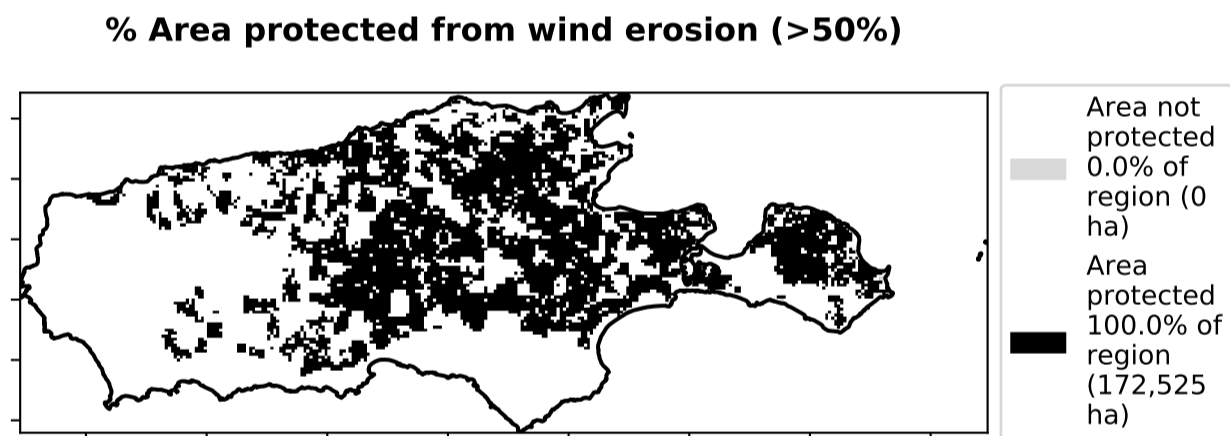 % Area protected from wind erosion (>50%)
Area not
protected
0.0% of
region (0
ha)
Area
protected
100.0% of
region
(172,525
ha)